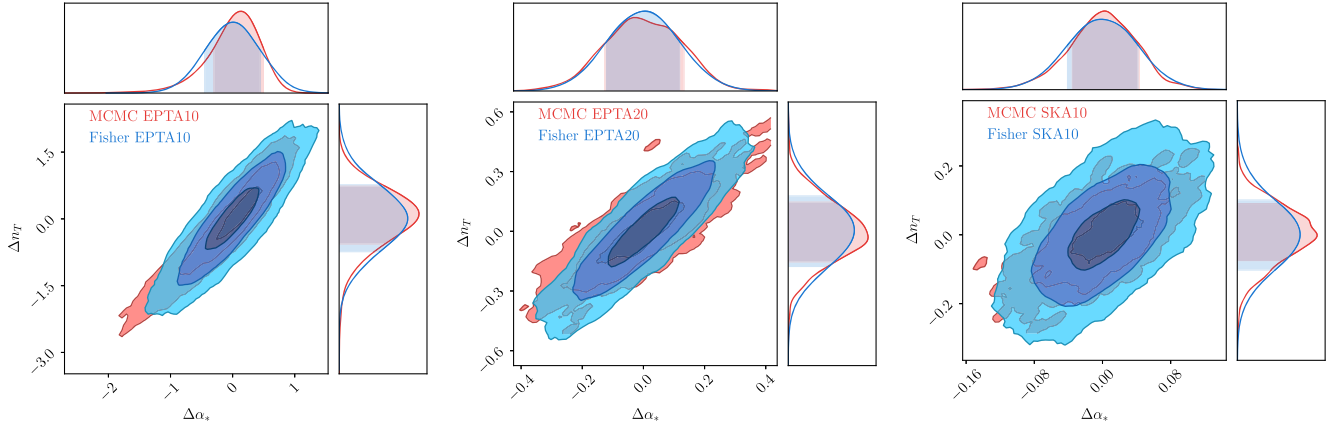 MCMC EPTA10
Fisher EPTA10
1.5
0.0
−1.5
−3.0
Δn_T
−2
−1
0
1
Δα_*
MCMC EPTA20
Fisher EPTA20
0.6
0.3
0.0
−0.3
−0.6
Δn_T
−0.4
−0.2
0.0
0.2
0.4
Δα_*
MCMC SKA10
Fisher SKA10
0.2
0.0
−0.2
Δn_T
−0.16
−0.08
0.00
0.08
Δα_*